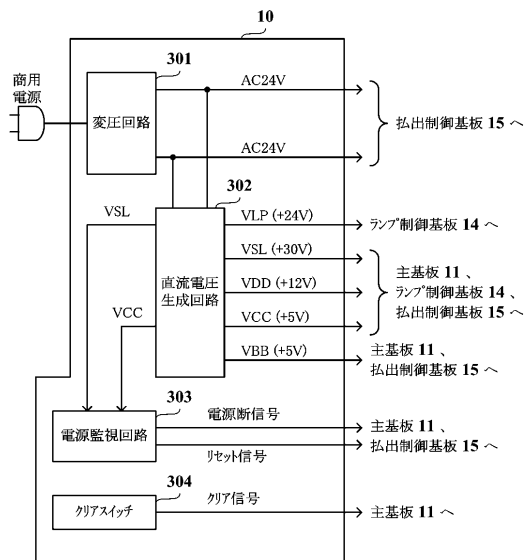 10
301
商用
電源
変圧回路
AC24V
AC24V
払出制御基板 15 へ
302
VSL
VCC
直流電圧
生成回路
VLP (+24V)
ランプ制御基板 14 へ
VSL (+30V)
VDD (+12V)
VCC (+5V)
主基板 11 、
ランプ制御基板 14 、
払出制御基板 15 へ
VBB (+5V)
主基板 11 、
払出制御基板 15 へ
303
電源監視回路
電源断信号
リセット信号
主基板 11 、
払出制御基板 15 へ
304
クリアスイッチ
クリア信号
主基板 11 へ